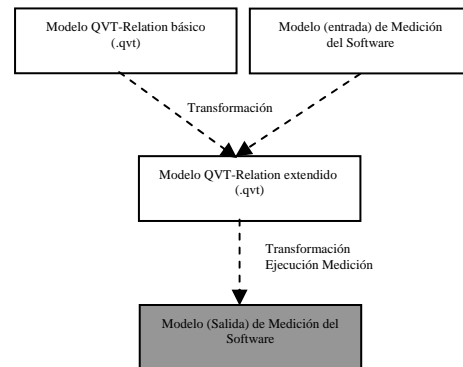 Modelo QVT-Relation básico
(.qvt)
Modelo (entrada) de Medición
del Software
Transformación
Modelo QVT-Relation extendido
(.qvt)
Transformación
Ejecución Medición
Modelo (Salida) de Medición del
Software